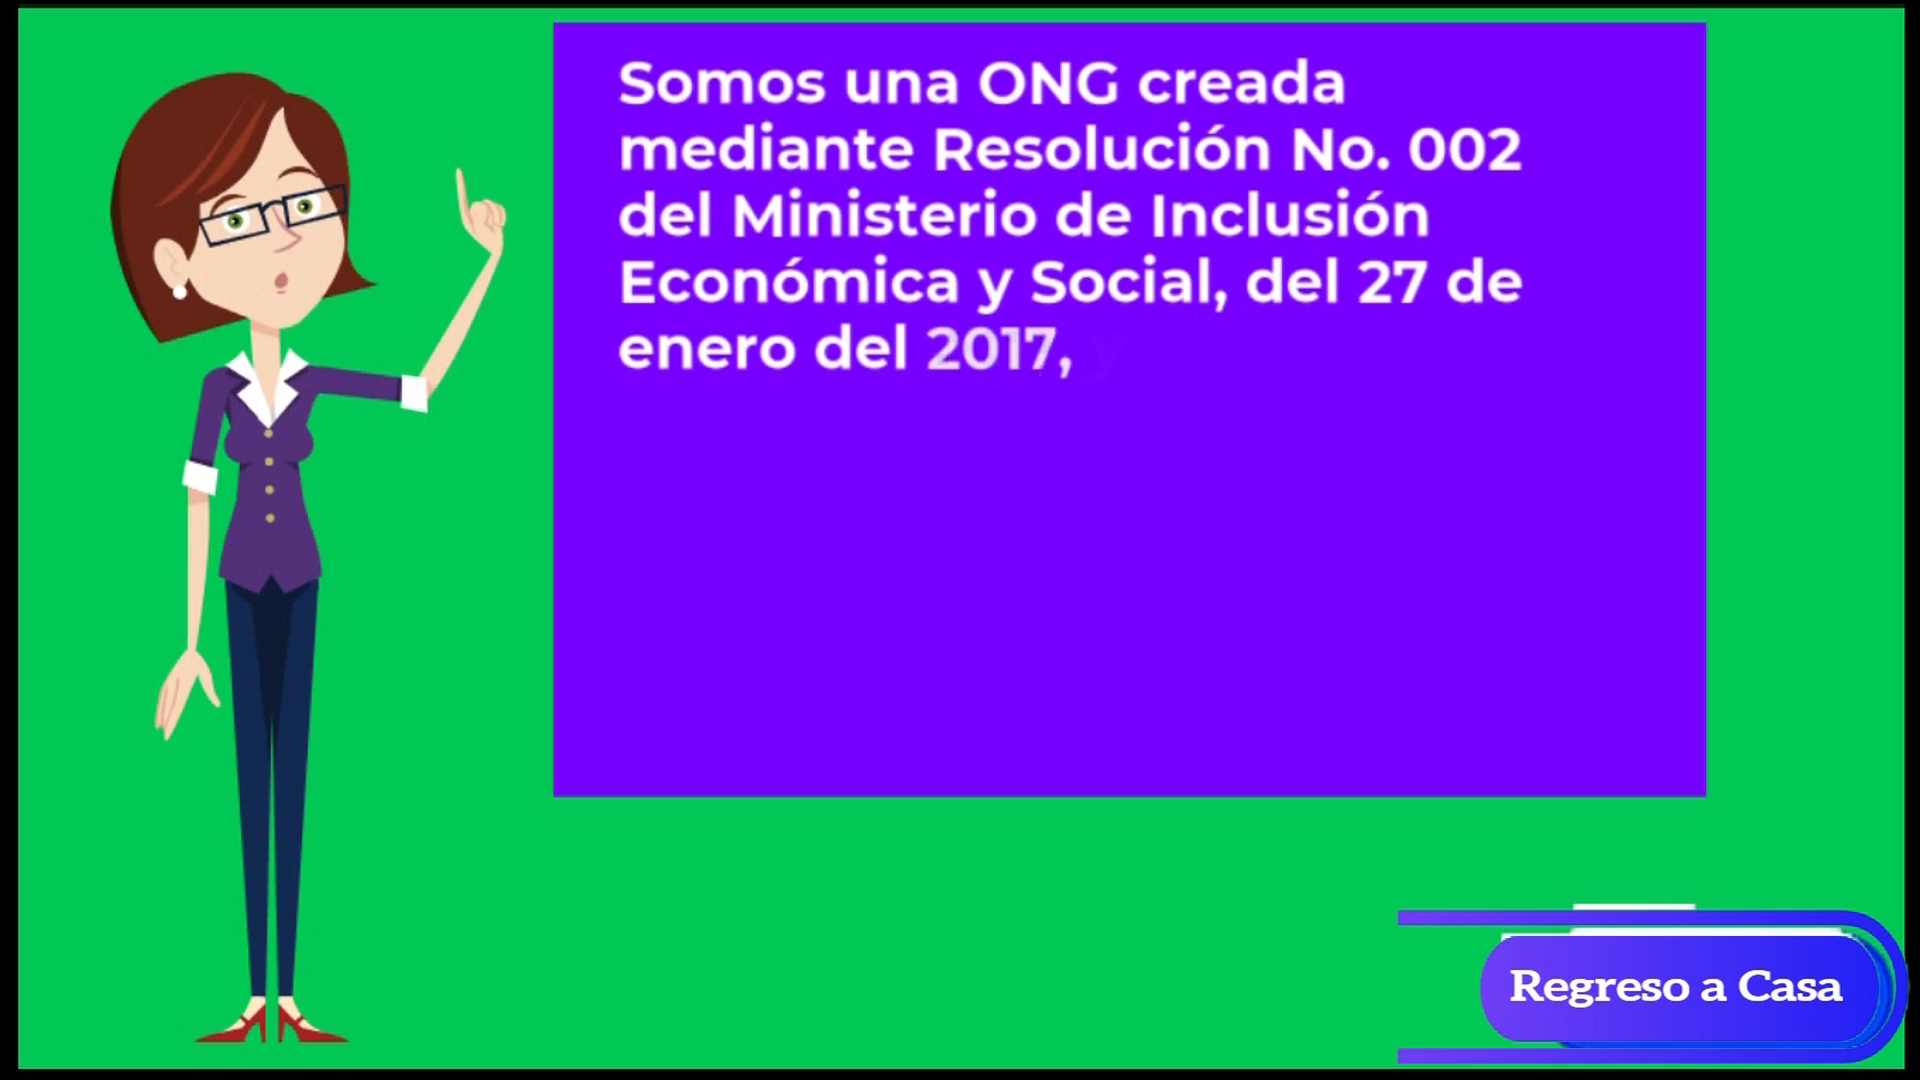 Somos una ONG creada
mediante Resolución No. 002
del Ministerio de Inclusión
Económica y Social, del 27 de
enero del 2017, y
Regreso a Casa